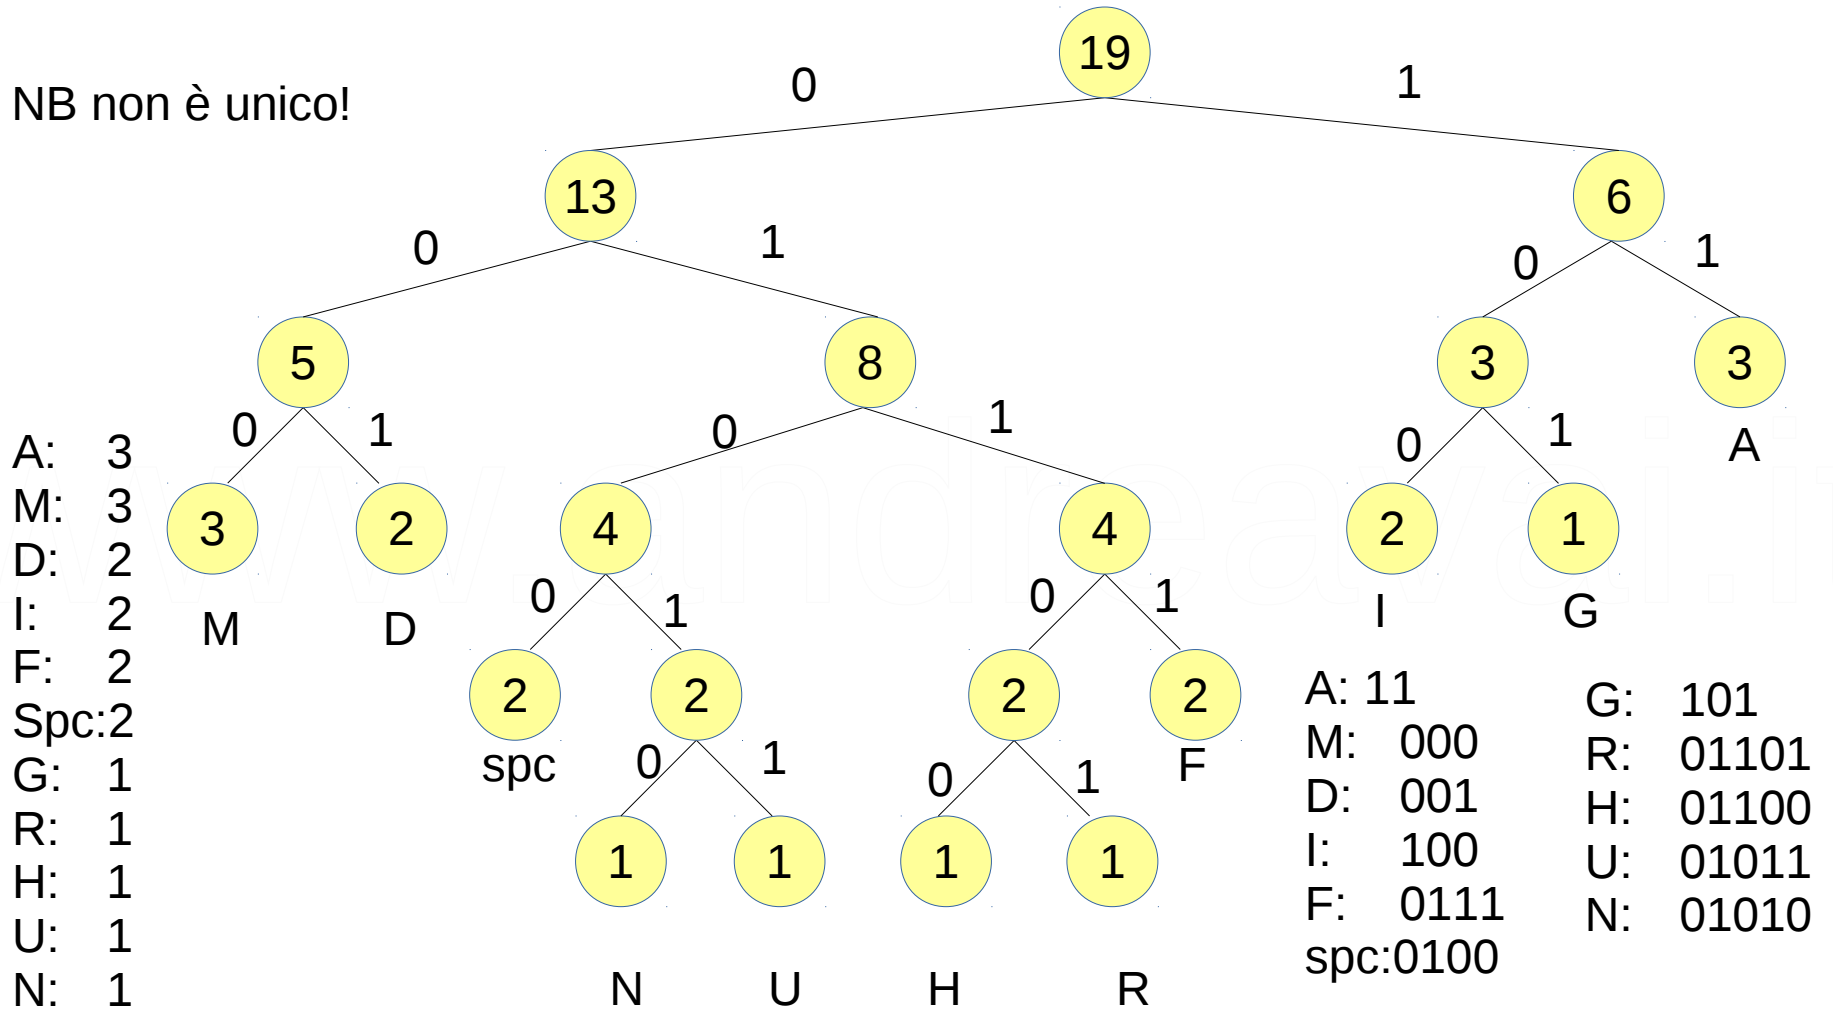 19
0
1
NB non è unico!
13
6
0
1
0
1
5
8
3
3
0
1
0
1
0
1
A
A: 3
M: 3
D: 2
I: 2
F: 2
Spc:2
G: 1
R: 1
H: 1
U: 1
N: 1
3
2
4
4
2
1
M
D
0
1
0
1
I
G
2
2
2
2
spc
0
1
0
1
F
1
1
1
1
N
U
H
R
A: 11
M: 000
D: 001
I: 100
F: 0111
spc:0100
G: 101
R: 01101
H: 01100
U: 01011
N: 01010
www.andreavai.it